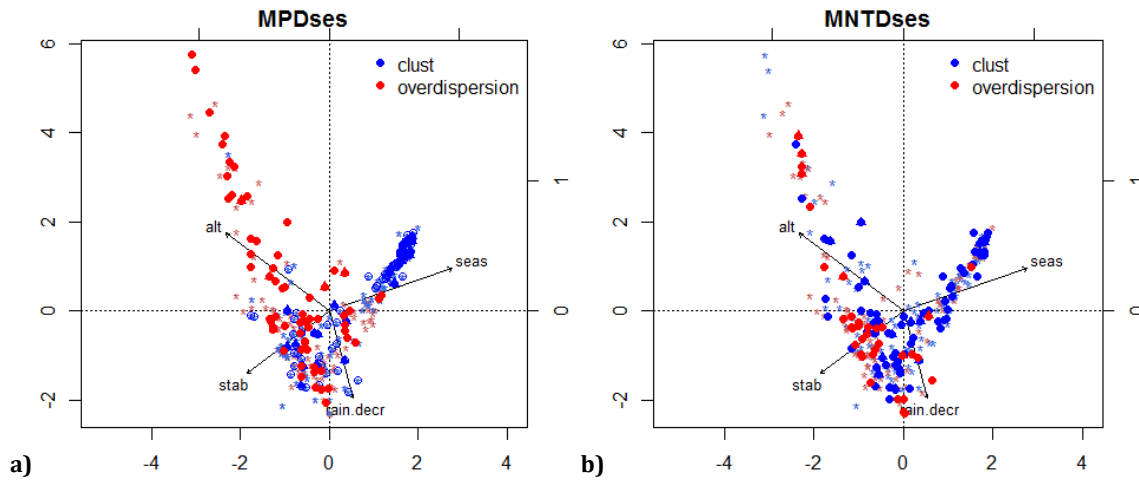 MPDses
MNTDses
6
4
2
0
-2
-4
-2
0
2
4
1
0
clust
overdispersion
alt
seas
stab
rain.decr
a)
6
4
2
0
-2
-4
-2
0
2
4
1
0
clust
overdispersion
alt
seas
stab
rain.decr
b)